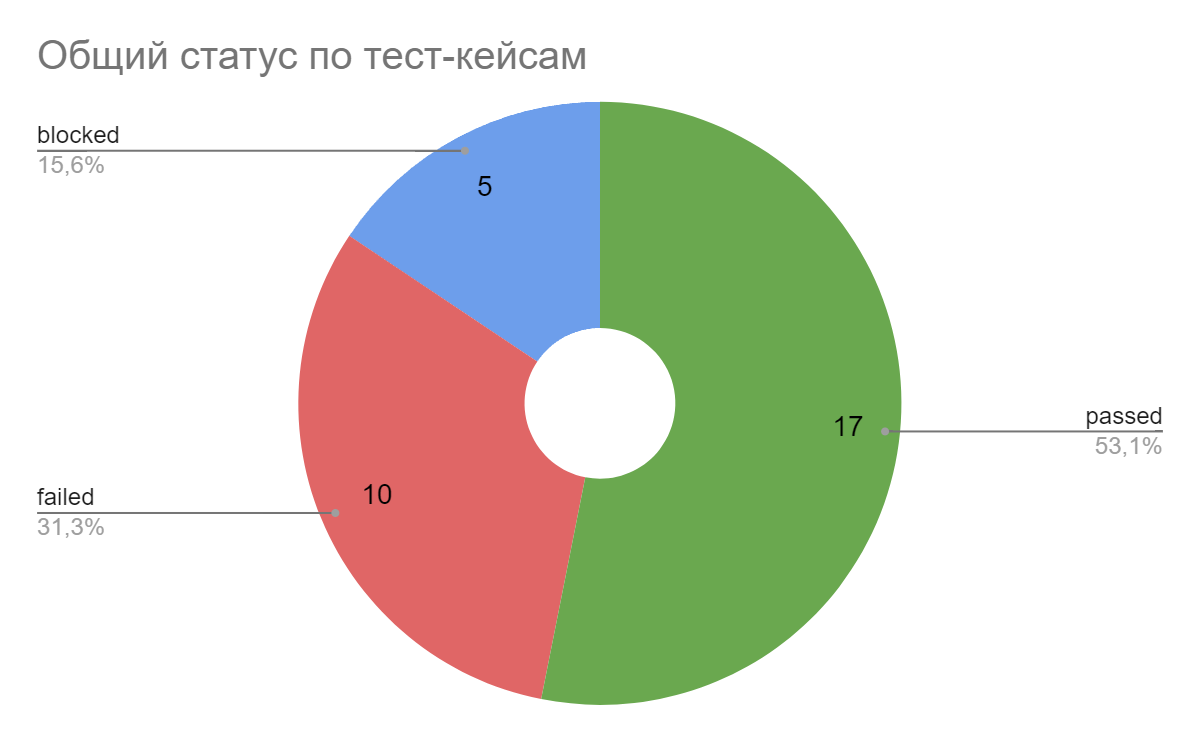 Общий статус по тест-кейсам
blocked
15,6%
5
17
passed
53,1%
10
failed
31,3%